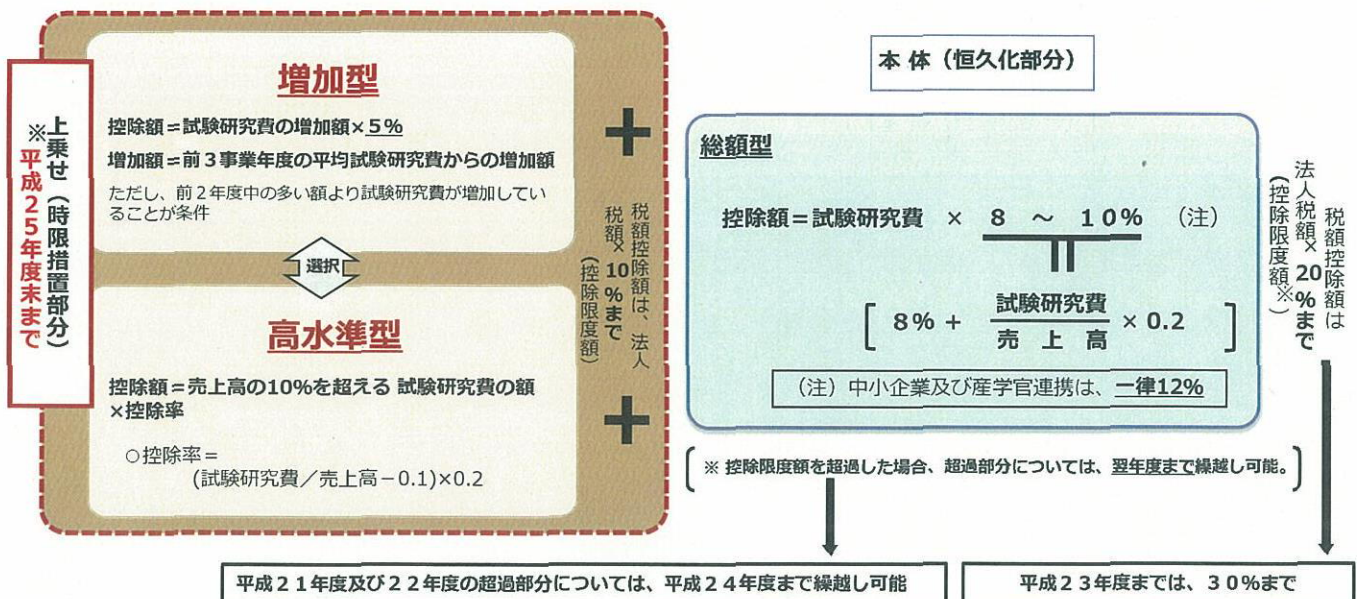 上乗せ（時限措置部分）
※平成２５年度末まで
増加型
控除額＝試験研究費の増加額×５％
増加額＝前３事業年度の平均試験研究費からの増加額
ただし、前２年度中の多い額より試験研究費が増加してい
ることが条件
選択
高水準型
控除額＝売上高の10％を超える 試験研究費の額
×控除率
○控除率＝
(試験研究費／売上高－0.1)×0.2
＋
＋
税額控除額は、法人
税額×10％まで
（控除限度額）
本 体（恒久化部分）
総額型
控除額＝試験研究費 × ８ ～ １０％ （注）
8％ + 試験研究費 × 0.2
売 上 高
（注）中小企業及び産学官連携は、一律12％
税額控除額は
法人税額×20％まで
（控除限度額※）
※ 控除限度額を超過した場合、超過部分については、翌年度まで繰越し可能。
平成２１年度及び２２年度の超過部分については、平成２４年度まで繰越し可能
平成２３年度までは、３０％まで